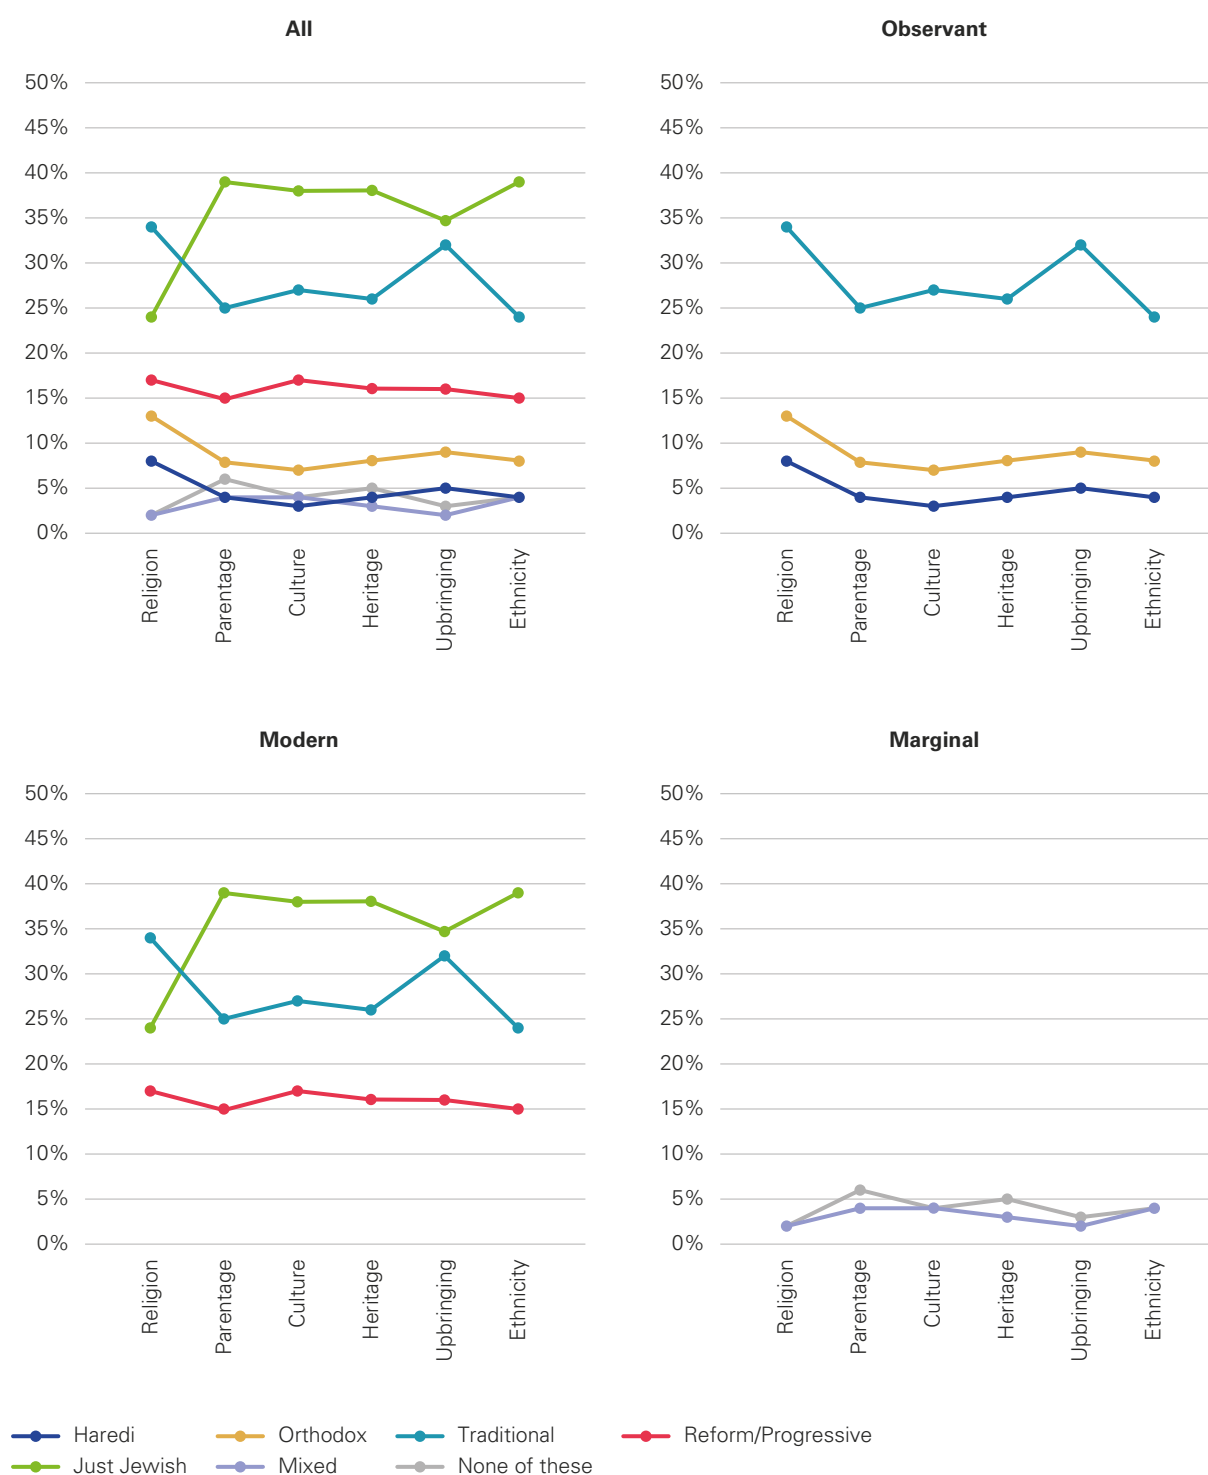 All
50%
45%
40%
35%
30%
25%
20%
15%
10%
5%
0%
Religion
Parentage
Culture
Heritage
Upbringing
Ethnicity
Observant
50%
45%
40%
35%
30%
25%
20%
15%
10%
5%
0%
Religion
Parentage
Culture
Heritage
Upbringing
Ethnicity
Modern
50%
45%
40%
35%
30%
25%
20%
15%
10%
5%
0%
Religion
Parentage
Culture
Heritage
Upbringing
Ethnicity
Marginal
50%
45%
40%
35%
30%
25%
20%
15%
10%
5%
0%
Religion
Parentage
Culture
Heritage
Upbringing
Ethnicity
Haredi Orthodox Traditional Reform/Progressive
Just Jewish Mixed None of these